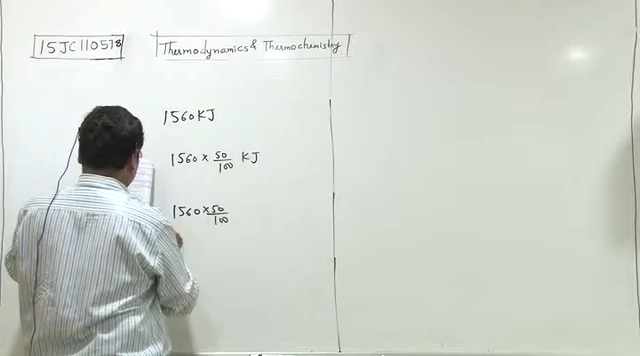 15JC110578
Thermodynamics & Thermochemistry
1560 KJ
1560 × 50/100 KJ
1560 × 50/100